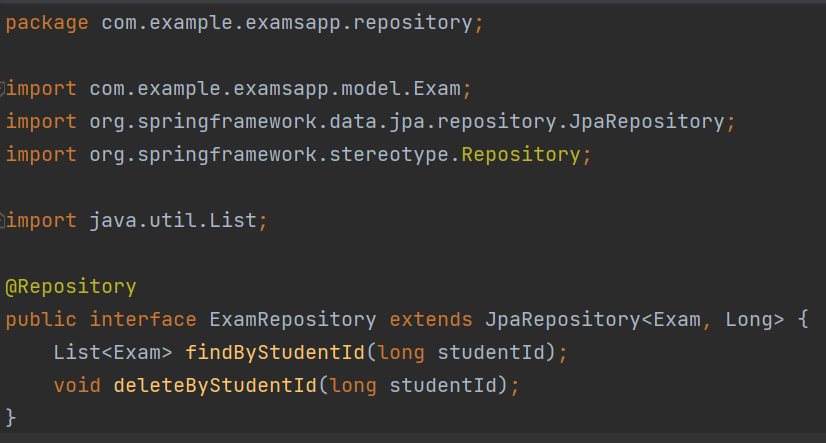 package com.example.examsapp.repository;
import com.example.examsapp.model.Exam;
import org.springframework.data.jpa.repository.JpaRepository;
import org.springframework.stereotype.Repository;
import java.util.List;
@Repository
public interface ExamRepository extends JpaRepository<Exam, Long> {
    List<Exam> findByStudentId(long studentId);
    void deleteByStudentId(long studentId);
}